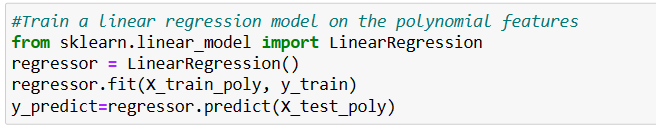 #Train a linear regression model on the polynomial features
from sklearn.linear_model import LinearRegression
regressor = LinearRegression()
regressor.fit(X_train_poly, y_train)
y_predict=regressor.predict(X_test_poly)